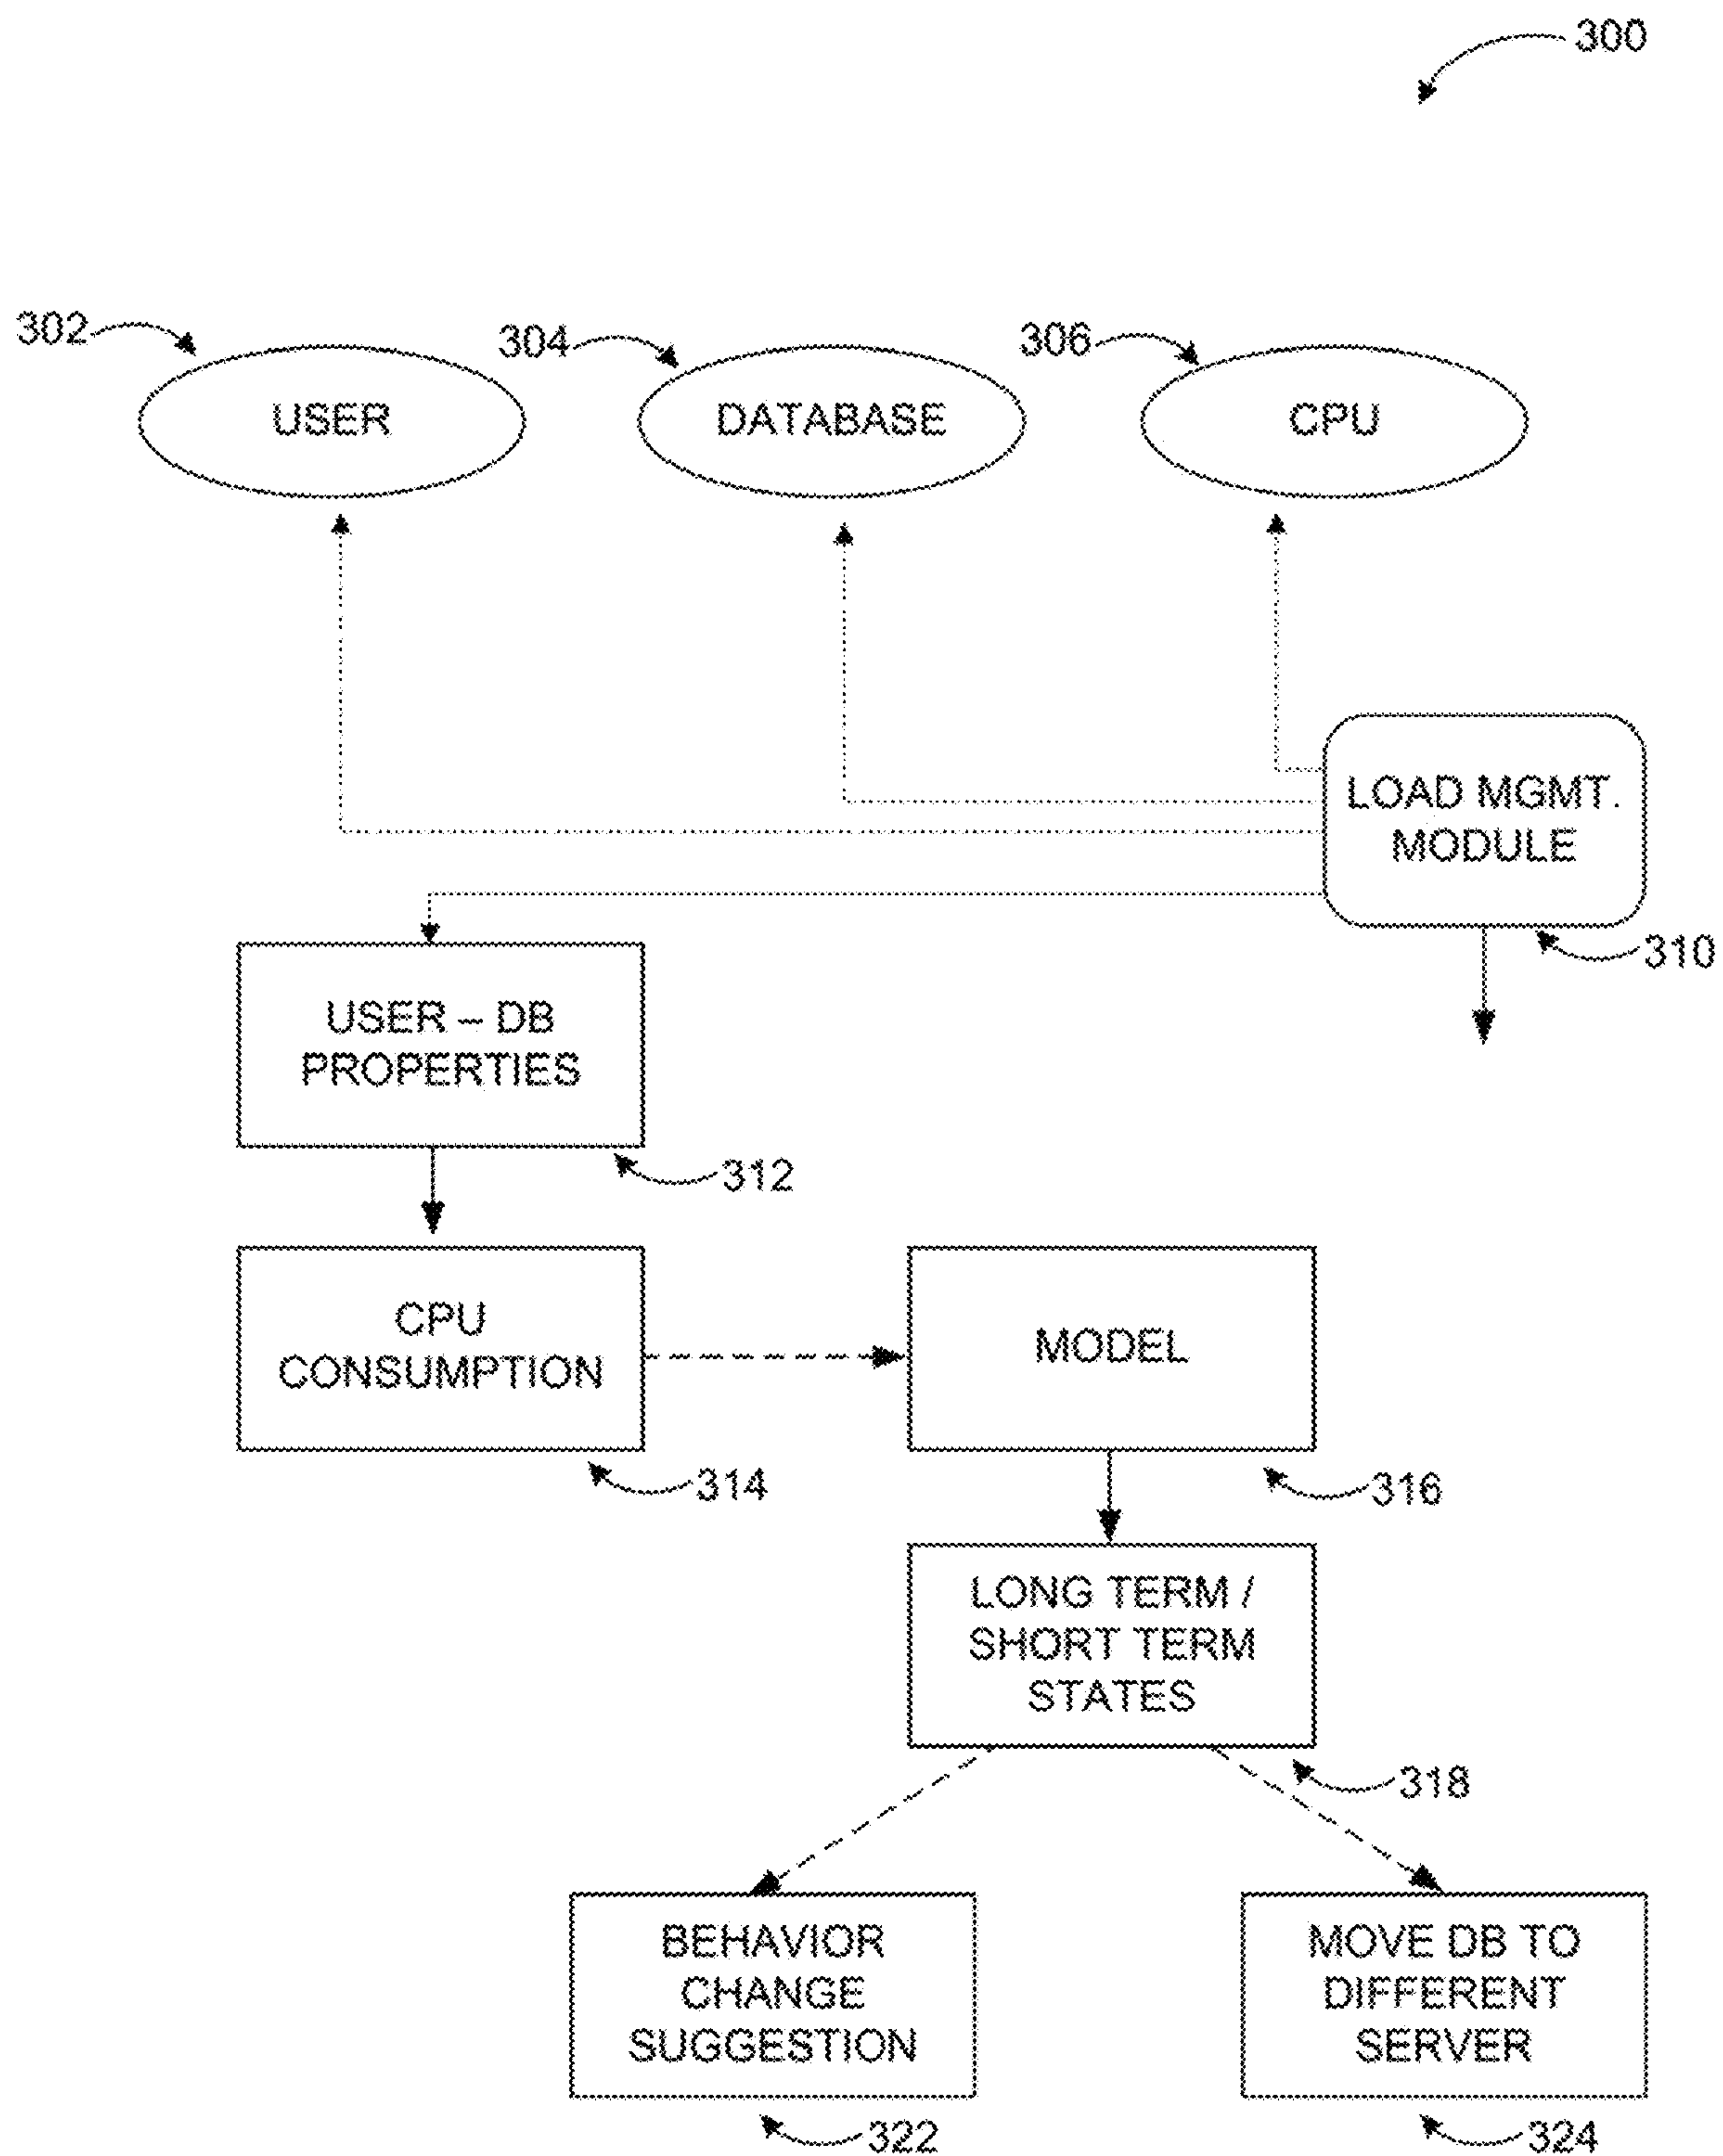 300
302
304
306
USER
DATABASE
CPU
LOAD MGMT.
MODULE
310
USER – DB
PROPERTIES
312
CPU
CONSUMPTION
314
MODEL
316
LONG TERM /
SHORT TERM
STATES
318
BEHAVIOR
CHANGE
SUGGESTION
322
MOVE DB TO
DIFFERENT
SERVER
324